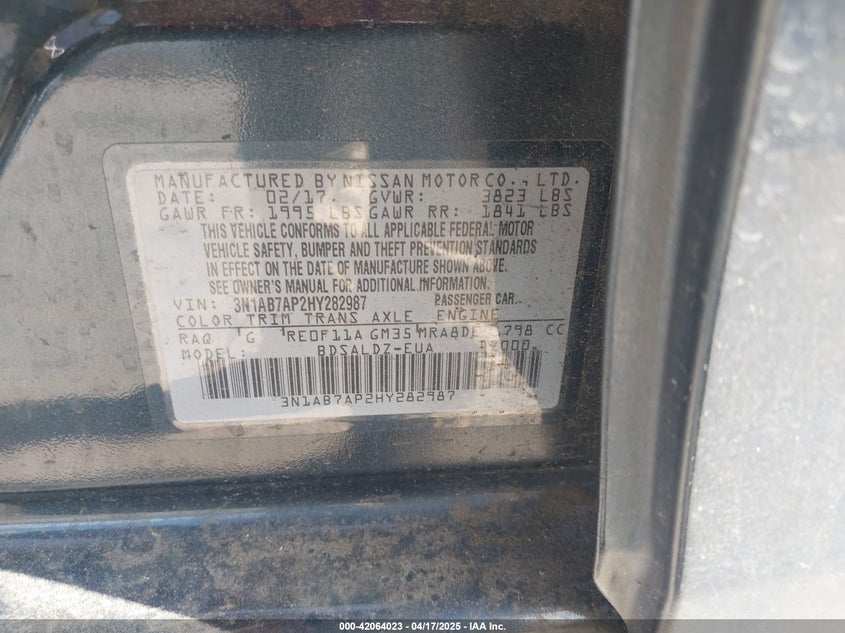 MANUFACTURED BY NISSAN MOTOR CO., LTD.
DATE: 02/17 GVWR: 3823 LBS
GAWR FR: 1995 LBS GAWR RR: 1841 LBS
THIS VEHICLE CONFORMS TO ALL APPLICABLE FEDERAL MOTOR
VEHICLE SAFETY, BUMPER AND THEFT PREVENTION STANDARDS
IN EFFECT ON THE DATE OF MANUFACTURE SHOWN ABOVE.
SEE OWNER'S MANUAL FOR ADDITIONAL INFORMATION.
VIN: 3N1AB7AP2HY282987 PASSENGER CAR
COLOR TRIM TRANS AXLE ENGINE
RAQ G RE0F11A GM35 MRA8DE 1798 CC
MODEL: BDSALDZ-EUA
3N1AB7AP2HY282987
000-42064023 - 04/17/2025 - IAA Inc.